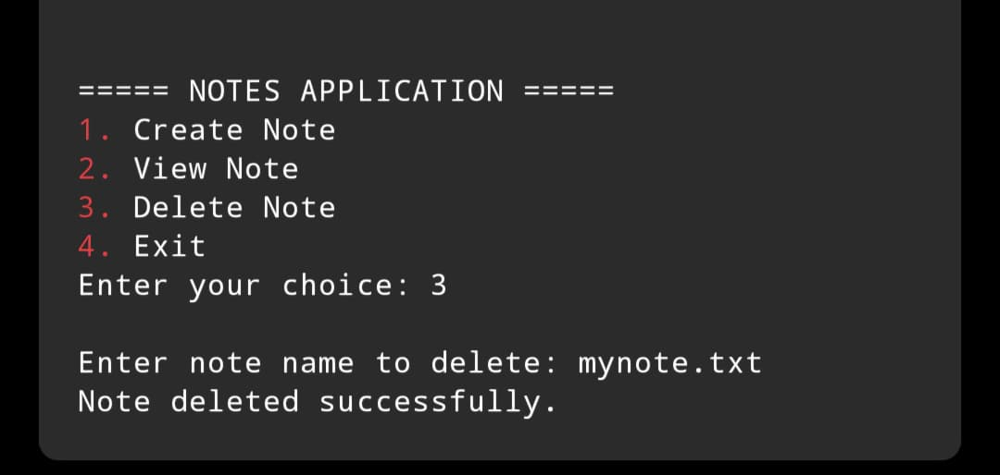 ===== NOTES APPLICATION =====
1. Create Note
2. View Note
3. Delete Note
4. Exit
Enter your choice: 3
Enter note name to delete: mynote.txt
Note deleted successfully.